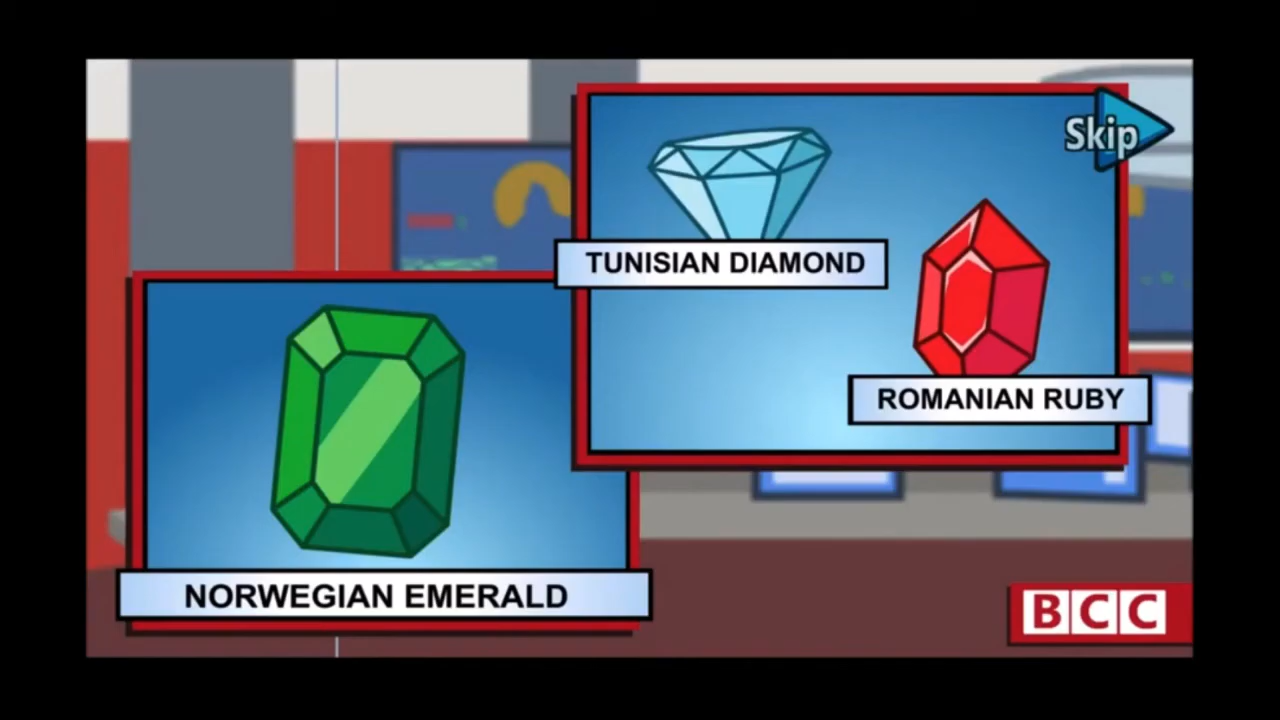 Skip
TUNISIAN DIAMOND
ROMANIAN RUBY
NORWEGIAN EMERALD
BCC